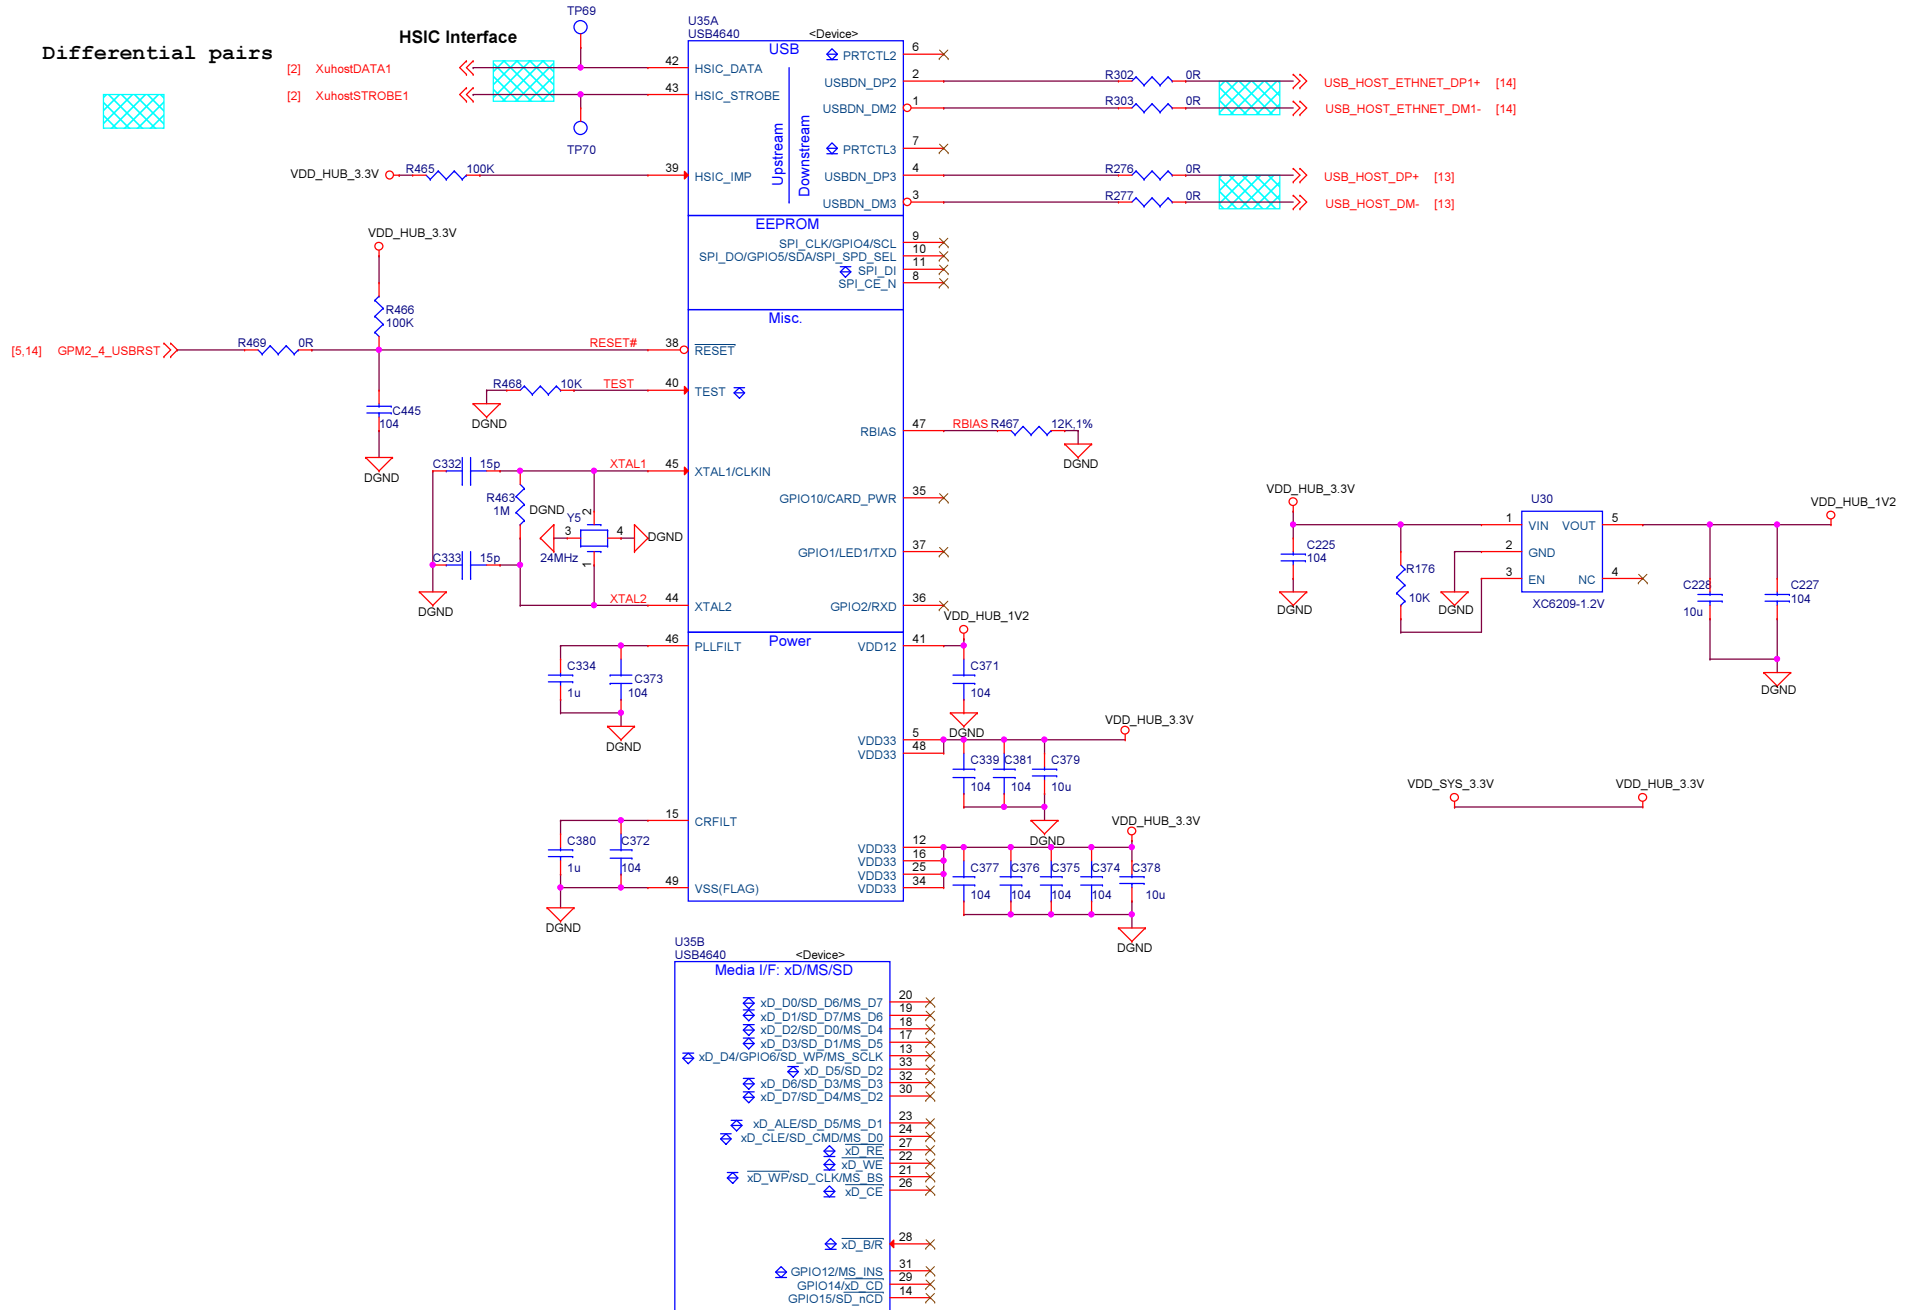 Differential pairs
HSIC Interface
TP69
[2] XuhostDATA1
[2] XuhostSTROBE1
TP70
VDD_HUB_3.3V
R465
100K
42
43
39
U35A
USB4640
<Device>
USB
HSIC_DATA
HSIC_STROBE
HSIC_IMP
Upstream
Downstream
PRTCTL2
USBDN_DP2
USBDN_DM2
PRTCTL3
USBDN_DP3
USBDN_DM3
6
2
1
7
4
3
R302
0R
R303
0R
R276
0R
R277
0R
USB_HOST_ETHNET_DP1+ [14]
USB_HOST_ETHNET_DM1- [14]
USB_HOST_DP+ [13]
USB_HOST_DM- [13]
EEPROM
SPI_CLK/GPIO4/SCL
SPI_DO/GPIO5/SDA/SPI_SPD_SEL
SPI_DI
SPI_CE_N
9
10
11
8
VDD_HUB_3.3V
R466
100K
[5,14] GPM2_4_USBRST
R469
0R
RESET#
38
C445
104
DGND
R468
10K
TEST
40
DGND
Misc.
RESET
TEST
RBIAS
47
RBIAS
R467
12K,1%
DGND
C332
15p
XTAL1
45
XTAL1/CLKIN
R463
1M
DGND
Y5
2
3
4
DGND
24MHz
1
C333
15p
DGND
XTAL2
44
XTAL2
GPIO10/CARD_PWR
35
GPIO1/LED1/TXD
37
GPIO2/RXD
36
VDD_HUB_3.3V
C225
104
DGND
R176
10K
DGND
U30
1
VIN
VOUT
5
2
GND
3
EN
NC
4
XC6209-1.2V
VDD_HUB_1V2
C228
10u
C227
104
DGND
Power
46
PLLFILT
C334
1u
C373
104
DGND
VDD12
41
VDD_HUB_1V2
C371
104
DGND
VDD33
5
VDD33
48
VDD_HUB_3.3V
C339
104
C381
104
C379
10u
DGND
VDD_SYS_3.3V
VDD_HUB_3.3V
15
CRFILT
C380
1u
C372
104
49
VSS(FLAG)
DGND
VDD33
12
VDD33
16
VDD33
25
VDD33
34
VDD_HUB_3.3V
C377
104
C376
104
C375
104
C374
104
C378
10u
DGND
U35B
USB4640
<Device>
Media I/F: xD/MS/SD
xD_D0/SD_D6/MS_D7 20
xD_D1/SD_D7/MS_D6 19
xD_D2/SD_D0/MS_D4 18
xD_D3/SD_D1/MS_D5 17
xD_D4/GPIO6/SD_WP/MS_SCLK 13
xD_D5/SD_D2 33
xD_D6/SD_D3/MS_D3 32
xD_D7/SD_D4/MS_D2 30
xD_ALE/SD_D5/MS_D1 23
xD_CLE/SD_CMD/MS_D0 24
xD_RE 27
xD_WE 22
xD_WP/SD_CLK/MS_BS 21
xD_CE 26
xD_B/R 28
GPIO12/MS_INS 31
GPIO14/xD_CD 29
GPIO15/SD_nCD 14